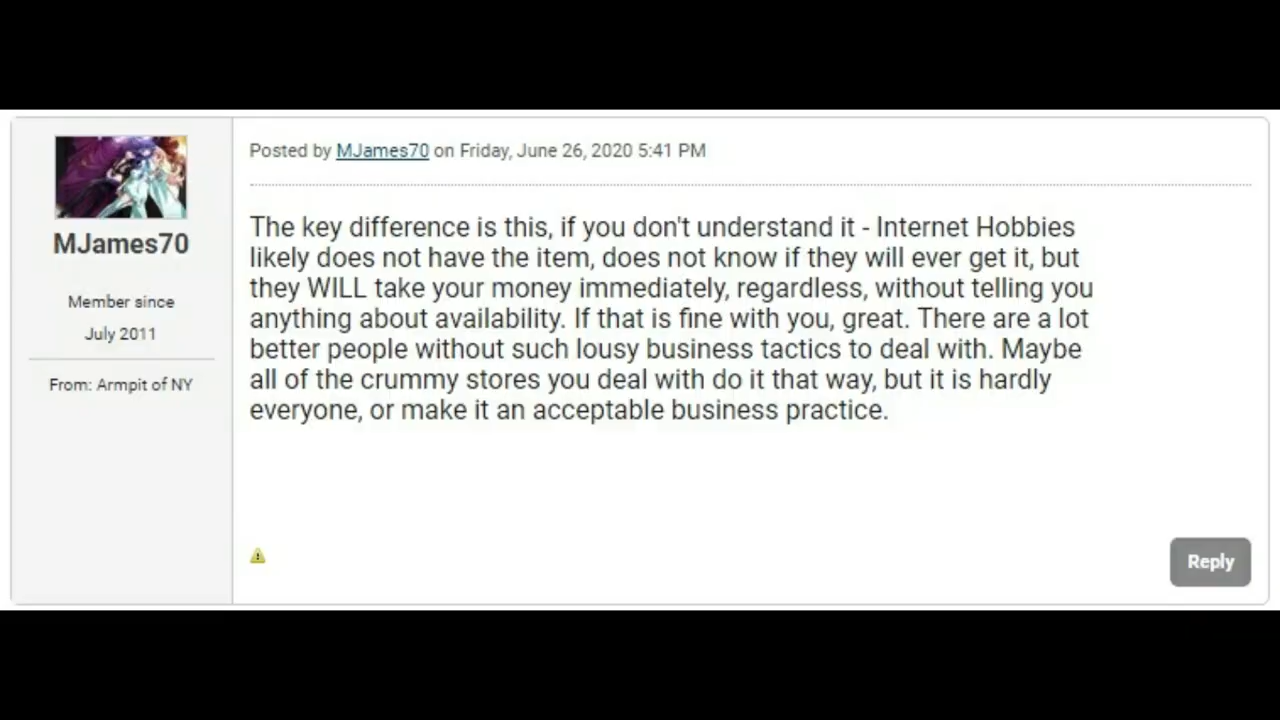 MJames70
Member since
July 2011
From: Armpit of NY
Posted by MJames70 on Friday, June 26, 2020 5:41 PM
The key difference is this, if you don't understand it - Internet Hobbies
likely does not have the item, does not know if they will ever get it, but
they WILL take your money immediately, regardless, without telling you
anything about availability. If that is fine with you, great. There are a lot
better people without such lousy business tactics to deal with. Maybe
all of the crummy stores you deal with do it that way, but it is hardly
everyone, or make it an acceptable business practice.
Reply